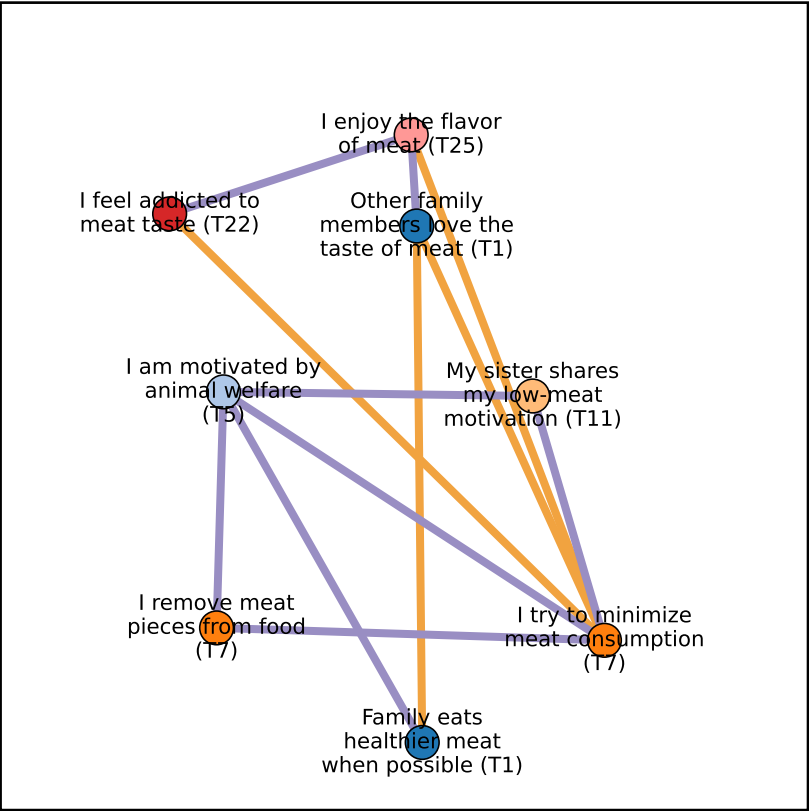 I enjoy the flavor
of meat (T25)
I feel addicted to
meat taste (T22)
Other family
members love the
taste of meat (T1)
I am motivated by
animal welfare
(T5)
My sister shares
my low-meat
motivation (T11)
I remove meat
pieces from food
(T7)
I try to minimize
meat consumption
(T7)
Family eats
healthier meat
when possible (T1)